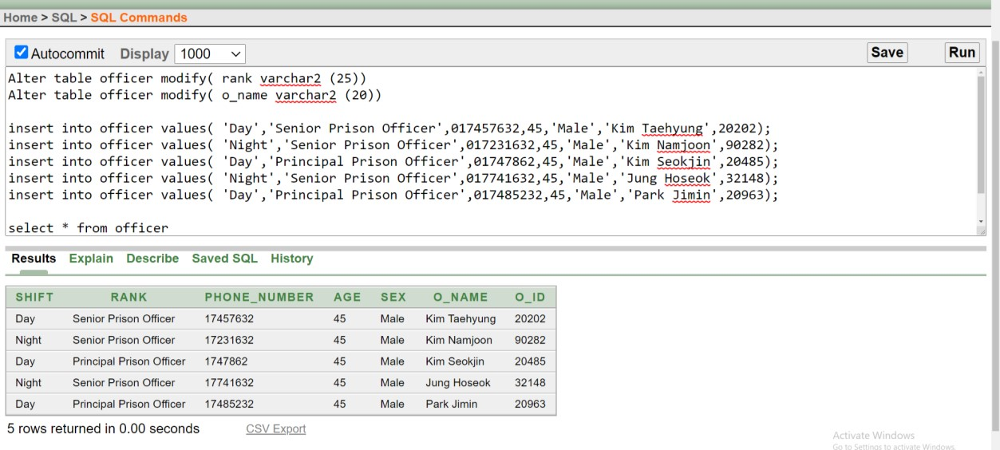 Home > SQL > SQL Commands
Autocommit Display 1000 Save Run
Alter table officer modify( rank varchar2 (25))
Alter table officer modify( o_name varchar2 (20))
insert into officer values( 'Day','Senior Prison Officer',017457632,45,'Male','Kim Taehyung',20202);
insert into officer values( 'Night','Senior Prison Officer',017231632,45,'Male','Kim Namjoon',90282);
insert into officer values( 'Day','Principal Prison Officer',01747862,45,'Male','Kim Seokjin',20485);
insert into officer values( 'Night','Senior Prison Officer',017741632,45,'Male','Jung Hoseok',32148);
insert into officer values( 'Day','Principal Prison Officer',017485232,45,'Male','Park Jimin',20963);
select * from officer
Results Explain Describe Saved SQL History
SHIFT RANK PHONE_NUMBER AGE SEX O_NAME O_ID
Day Senior Prison Officer 17457632 45 Male Kim Taehyung 20202
Night Senior Prison Officer 17231632 45 Male Kim Namjoon 90282
Day Principal Prison Officer 1747862 45 Male Kim Seokjin 20485
Night Senior Prison Officer 17741632 45 Male Jung Hoseok 32148
Day Principal Prison Officer 17485232 45 Male Park Jimin 20963
5 rows returned in 0.00 seconds CSV Export
Activate Windows
Go to Settings to activate Windows.